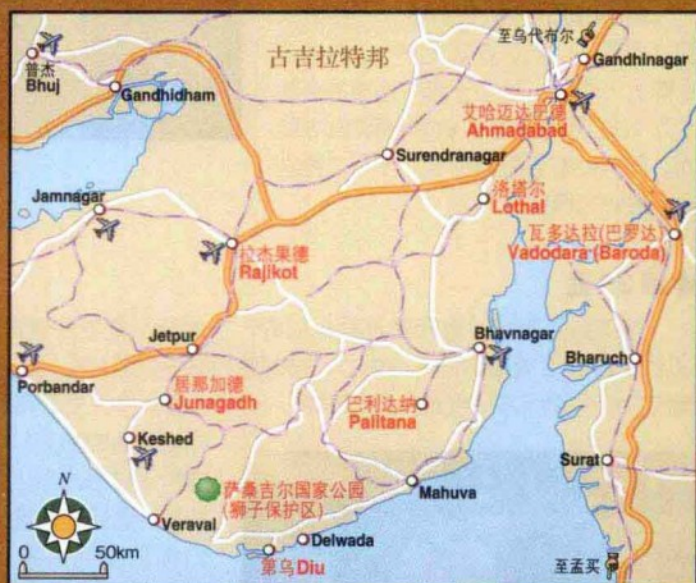 至乌代布尔
古吉拉特邦
Gandhinagar
普杰
Bhuj
Gandhidham
艾哈迈达巴德
Ahmadabad
Surendranagar
洛塔尔
Lothal
Jamnagar
瓦多达拉(巴罗达)
Vadodara (Baroda)
拉杰果德
Rajikot
Jetpur
Bhavnagar
Bharuch
Porbandar
居那加德
Junagadh
巴利达纳
Palitana
Keshed
Surat
萨桑吉尔国家公园
(狮子保护区)
Mahuva
N
Veraval
Delwada
第乌Diu
0 50km
至孟买